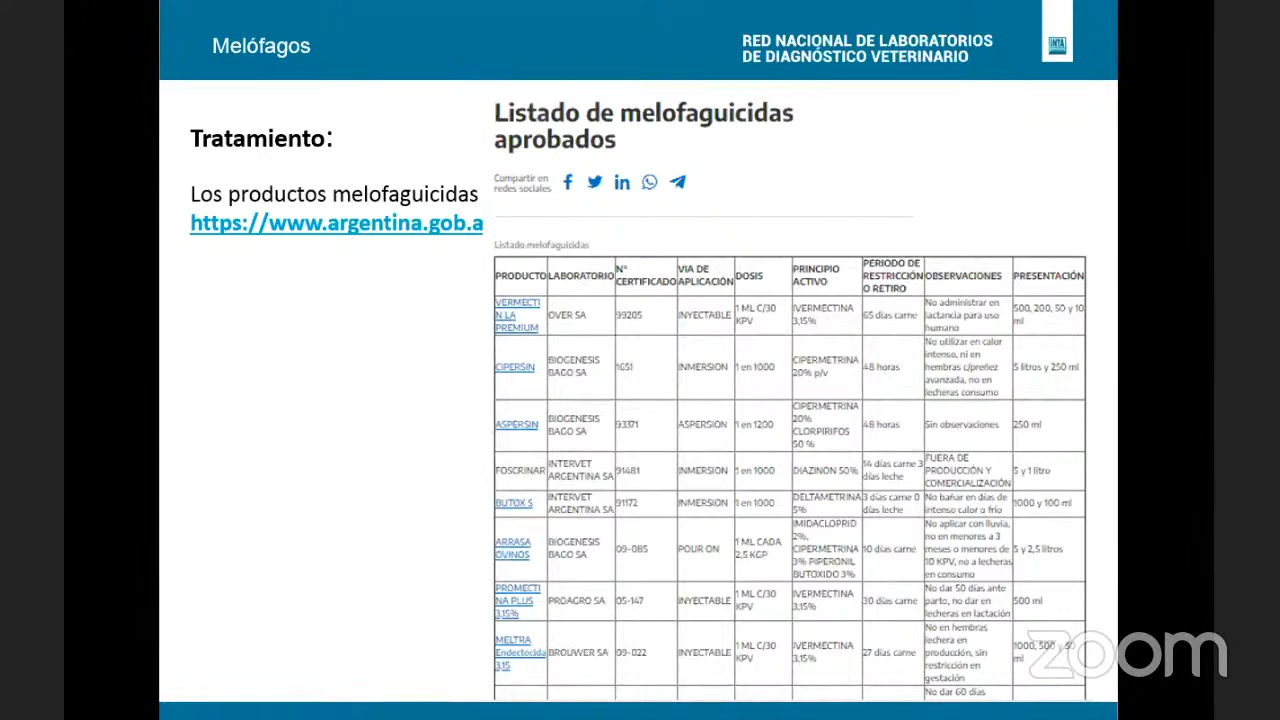 Melófagos
RED NACIONAL DE LABORATORIOS
DE DIAGNÓSTICO VETERINARIO
INTA
Tratamiento:
Los productos melofaguicidas
https://www.argentina.gob.a
Listado de melofaguicidas
aprobados
Compartir en
redes sociales
Listado melofaguicidas
PRODUCTO LABORATORIO N° CERTIFICADO VIA DE APLICACIÓN DOSIS PRINCIPIO ACTIVO PERIODO DE RESTRICCIÓN O RETIRO OBSERVACIONES PRESENTACIÓN
VERMECTIN LA PREMIUM OVER SA 99205 INYECTABLE 1 ML C/30 KPV IVERMECTINA 3,15% 65 días carne No administrar en lactancia para uso humano 500, 200, 50 y 10 ml
CIPERSIN BIOGENESIS BAGO SA 1651 INMERSION 1 en 1000 CIPERMETRINA 20% p/v 48 horas No utilizar en calor intenso, ni en hembras c/preñez avanzada, no en lecheras consumo 5 litros y 250 ml
ASPERSIN BIOGENESIS BAGO SA 93371 ASPERSION 1 en 1200 CIPERMETRINA 20% CLORPIRIFOS 50 % 48 horas Sin observaciones 250 ml
FOSCRINAR INTERVET ARGENTINA SA 91481 INMERSION 1 en 1000 DIAZINON 50% 14 días carne 3 días leche FUERA DE PRODUCCIÓN Y COMERCIALIZACIÓN 5 y 1 litro
BUTOX S INTERVET ARGENTINA SA 91172 INMERSION 1 en 1000 DELTAMETRINA 5% 3 días carne 0 días leche No bañar en días de intenso calor o frío 1000 y 100 ml
ARRASA OVINOS BIOGENESIS BAGO SA 09-085 POUR ON 1 ML CADA 2,5 KGP IMIDACLOPRID 2%, CIPERMETRINA 3% PIPERONIL BUTOXIDO 3% 10 días carne No aplicar con lluvia, no en menores a 3 meses o menores de 10 KPV, no a lecheras en consumo 5 y 2,5 litros
PROMECTINA PLUS 3,15% PROAGRO SA 05-147 INYECTABLE 1 ML C/30 KPV IVERMECTINA 3,15% 30 días carne No dar 50 días ante parto, no dar en lecheras en lactación 500 ml
MELTRA Endectocida 3,15 BROUWER SA 09-022 INYECTABLE 1 ML C/30 KPV IVERMECTINA 3,15% 27 días carne No en hembras lechera en producción, sin restricción en gestación 1000, 500 y 50 ml
No dar 60 días
zoom